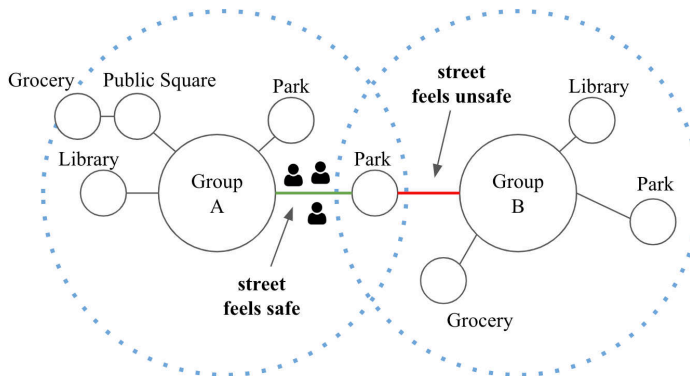 Grocery
Public Square
Park
Library
Group
A
street
feels safe
Park
street
feels unsafe
Library
Group
B
Park
Grocery